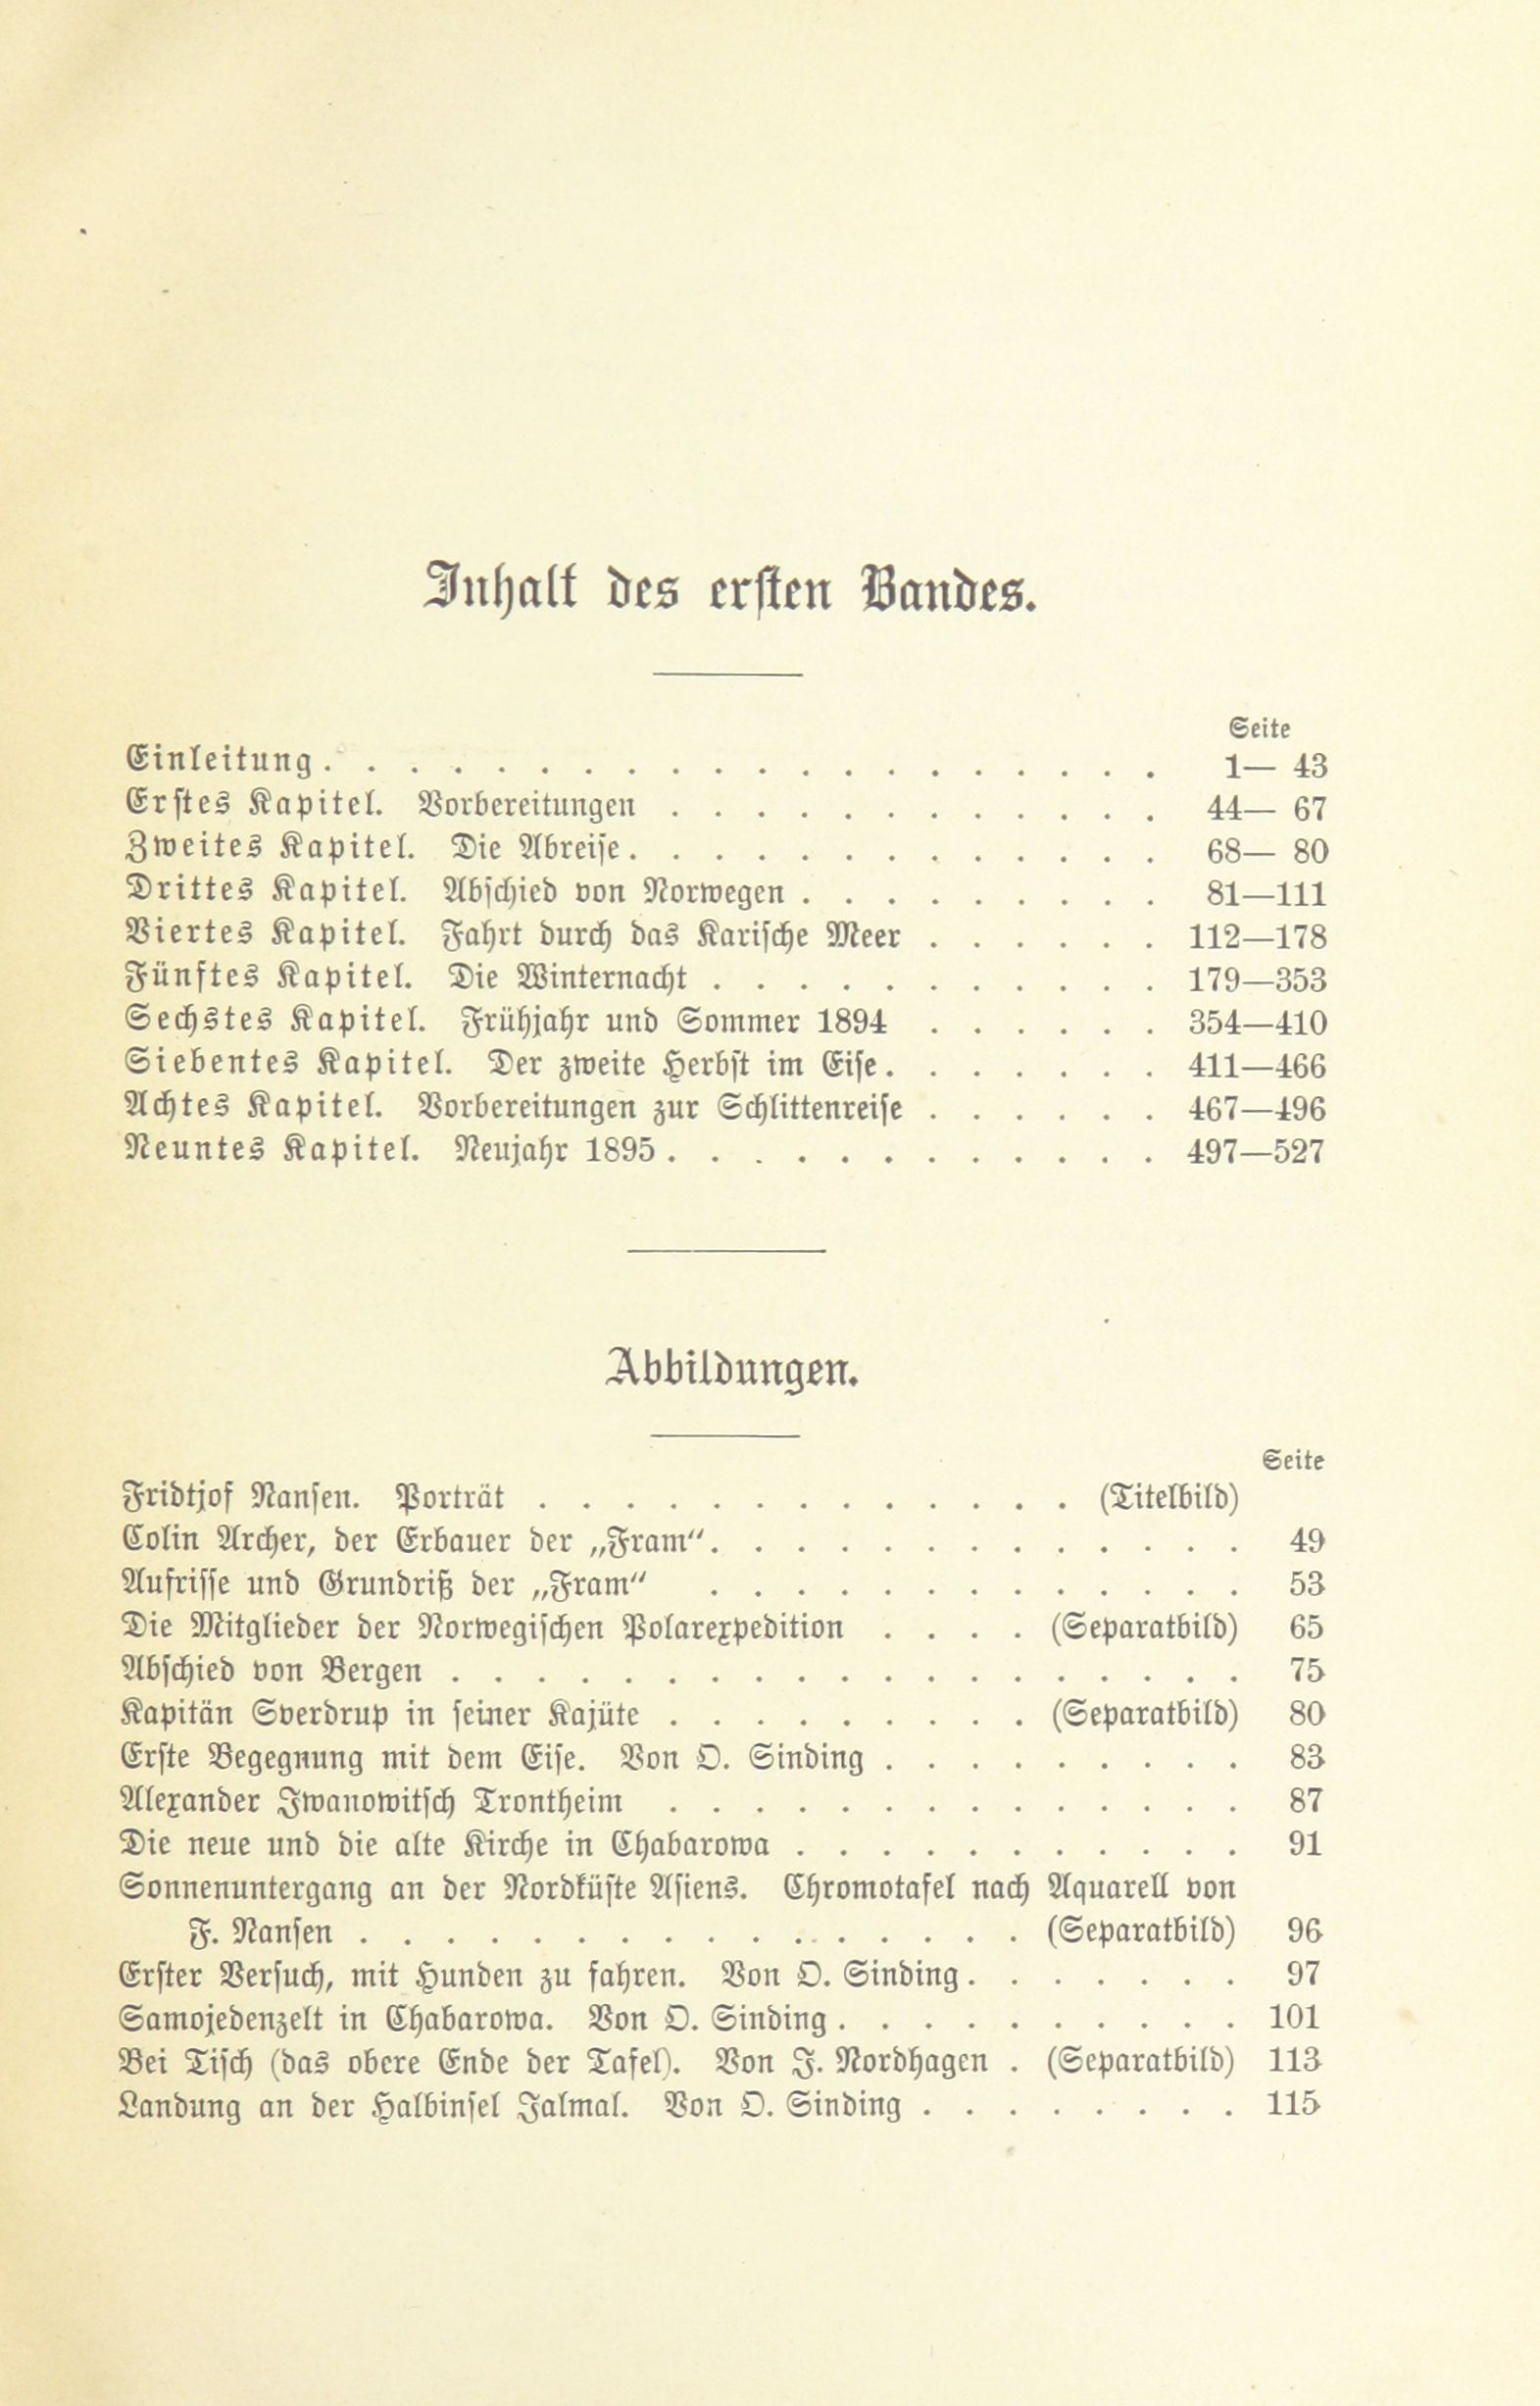 Inhalt des ersten Bandes.
Seite
Einleitung . . . . . . . . . . . . . . . . . . . . 1— 43
Erstes Kapitel. Vorbereitungen . . . . . . . . . . . . 44— 67
Zweites Kapitel. Die Abreise . . . . . . . . . . . . . 68— 80
Drittes Kapitel. Abschied von Norwegen . . . . . . . . . 81—111
Viertes Kapitel. Fahrt durch das Karische Meer . . . . . . 112—178
Fünftes Kapitel. Die Winternacht . . . . . . . . . . . 179—353
Sechstes Kapitel. Frühjahr und Sommer 1894 . . . . . . 354—410
Siebentes Kapitel. Der zweite Herbst im Eise . . . . . . . 411—466
Achtes Kapitel. Vorbereitungen zur Schlittenreise . . . . . . 467—496
Neuntes Kapitel. Neujahr 1895 . . . . . . . . . . . . 497—527
Abbildungen.
Seite
Fridtjof Nansen. Porträt . . . . . . . . . . . . . (Titelbild)
Colin Archer, der Erbauer der „Fram“ . . . . . . . . . . . . . 49
Aufrisse und Grundriß der „Fram“ . . . . . . . . . . . . . 53
Die Mitglieder der Norwegischen Polarexpedition . . . . (Separatbild) 65
Abschied von Bergen . . . . . . . . . . . . . . . . . . . 75
Kapitän Sverdrup in seiner Kajüte . . . . . . . . . (Separatbild) 80
Erste Begegnung mit dem Eise. Von O. Sinding . . . . . . . . . 83
Alexander Iwanowitsch Trontheim . . . . . . . . . . . . . . 87
Die neue und die alte Kirche in Chabarowa . . . . . . . . . . . 91
Sonnenuntergang an der Nordküste Asiens. Chromotafel nach Aquarell von
F. Nansen . . . . . . . . . . . . . . . . (Separatbild) 96
Erster Versuch, mit Hunden zu fahren. Von O. Sinding . . . . . . . 97
Samojedenzelt in Chabarowa. Von O. Sinding . . . . . . . . . . 101
Bei Tisch (das obere Ende der Tafel). Von J. Nordhagen . (Separatbild) 113
Landung an der Halbinsel Jalmal. Von O. Sinding . . . . . . . . 115